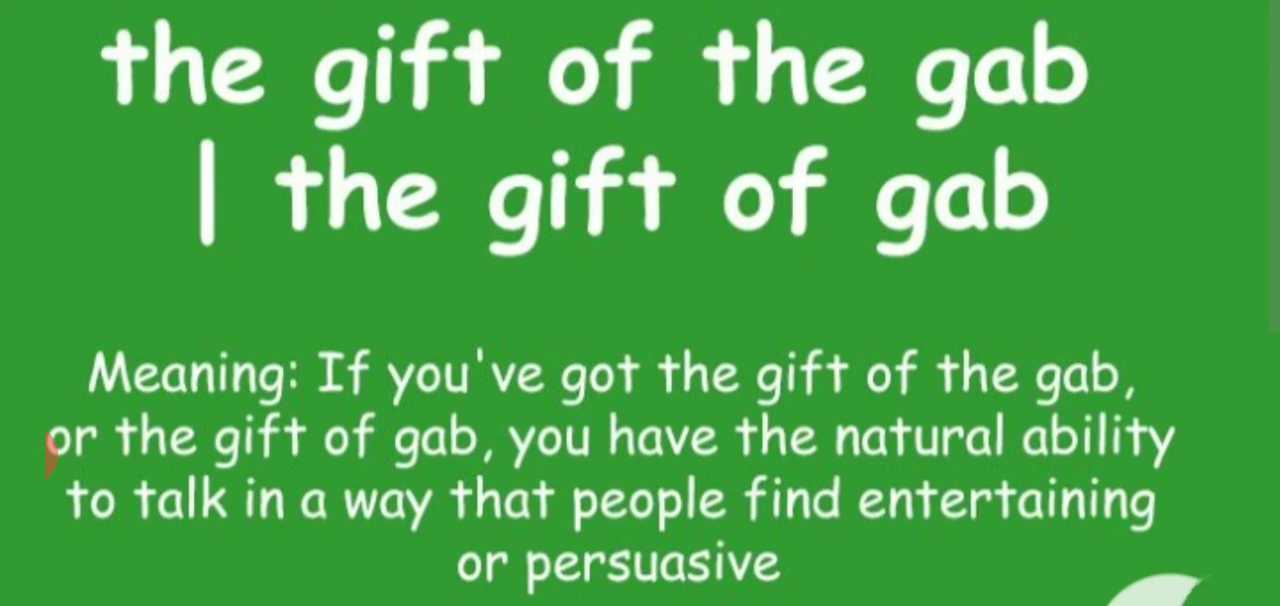 the gift of the gab
| the gift of gab
Meaning: If you've got the gift of the gab,
or the gift of gab, you have the natural ability
to talk in a way that people find entertaining
or persuasive